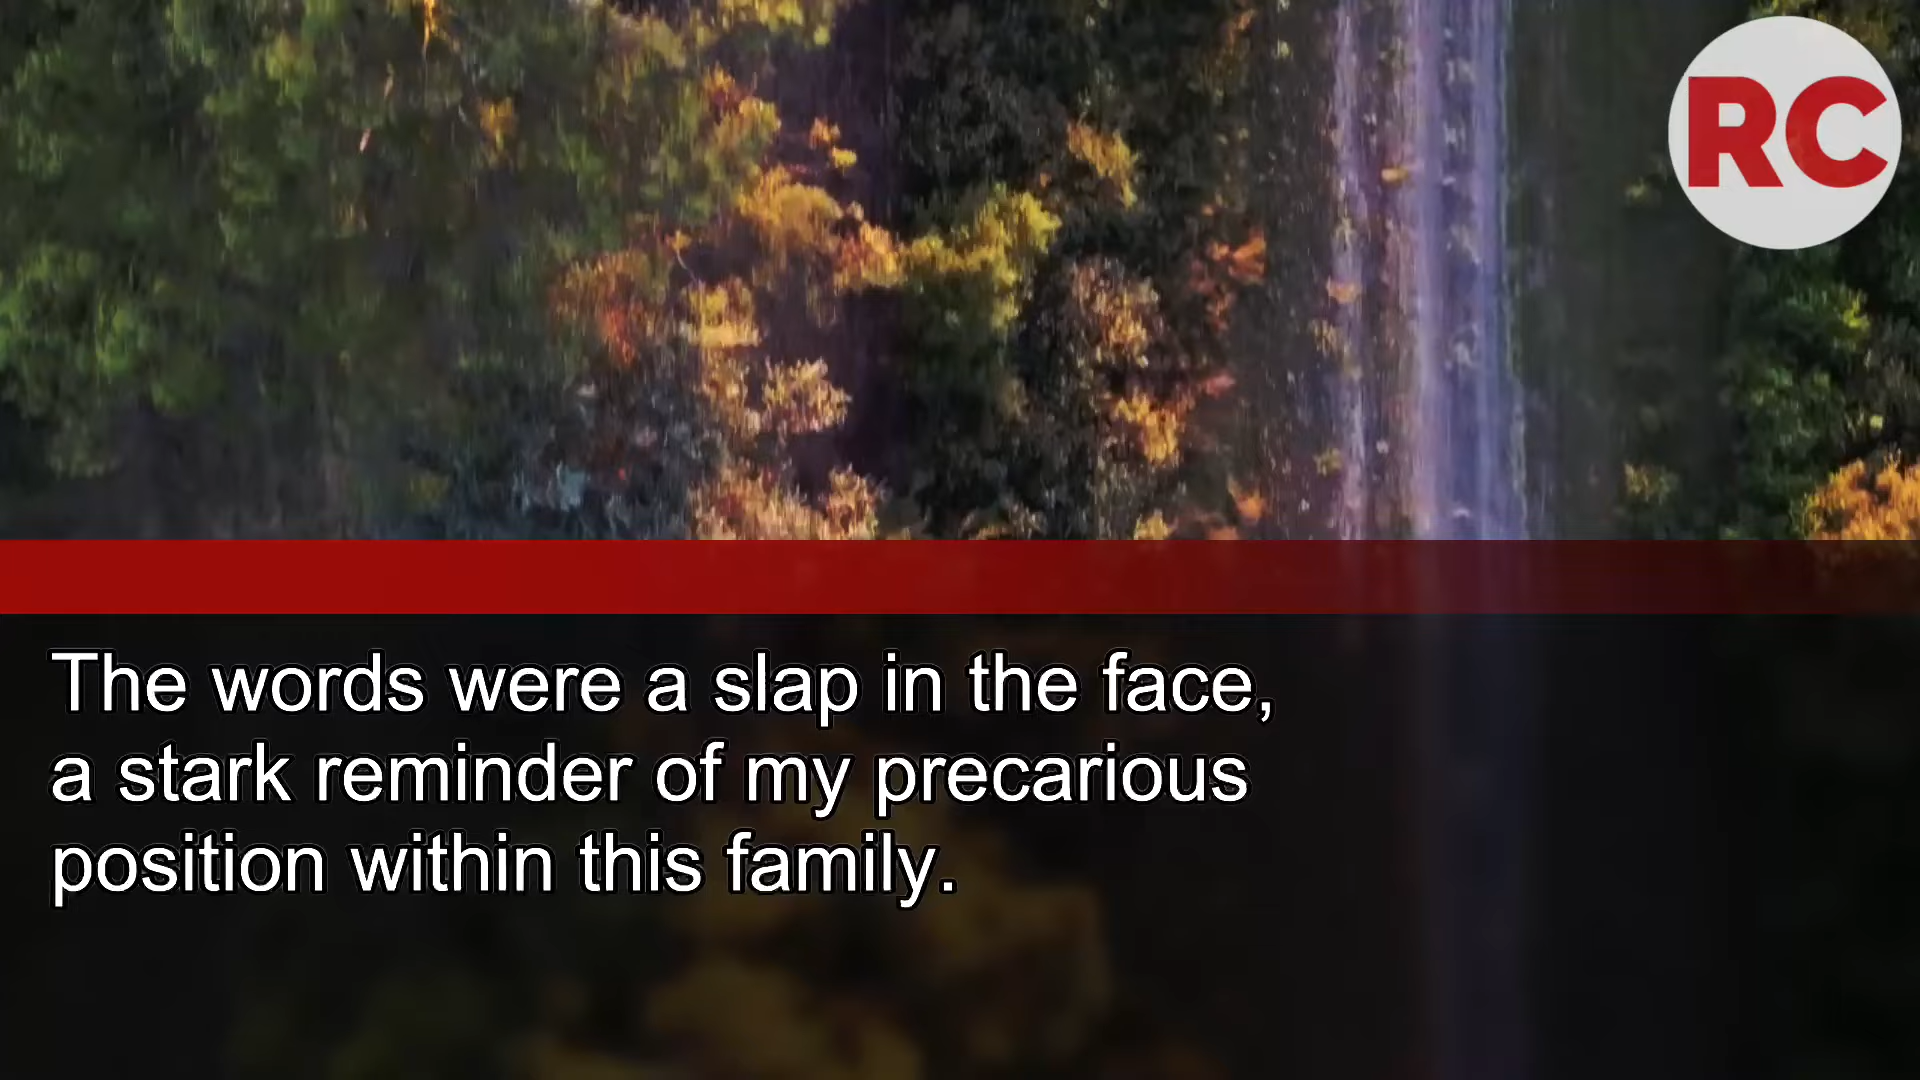 RC
The words were a slap in the face,
a stark reminder of my precarious
position within this family.